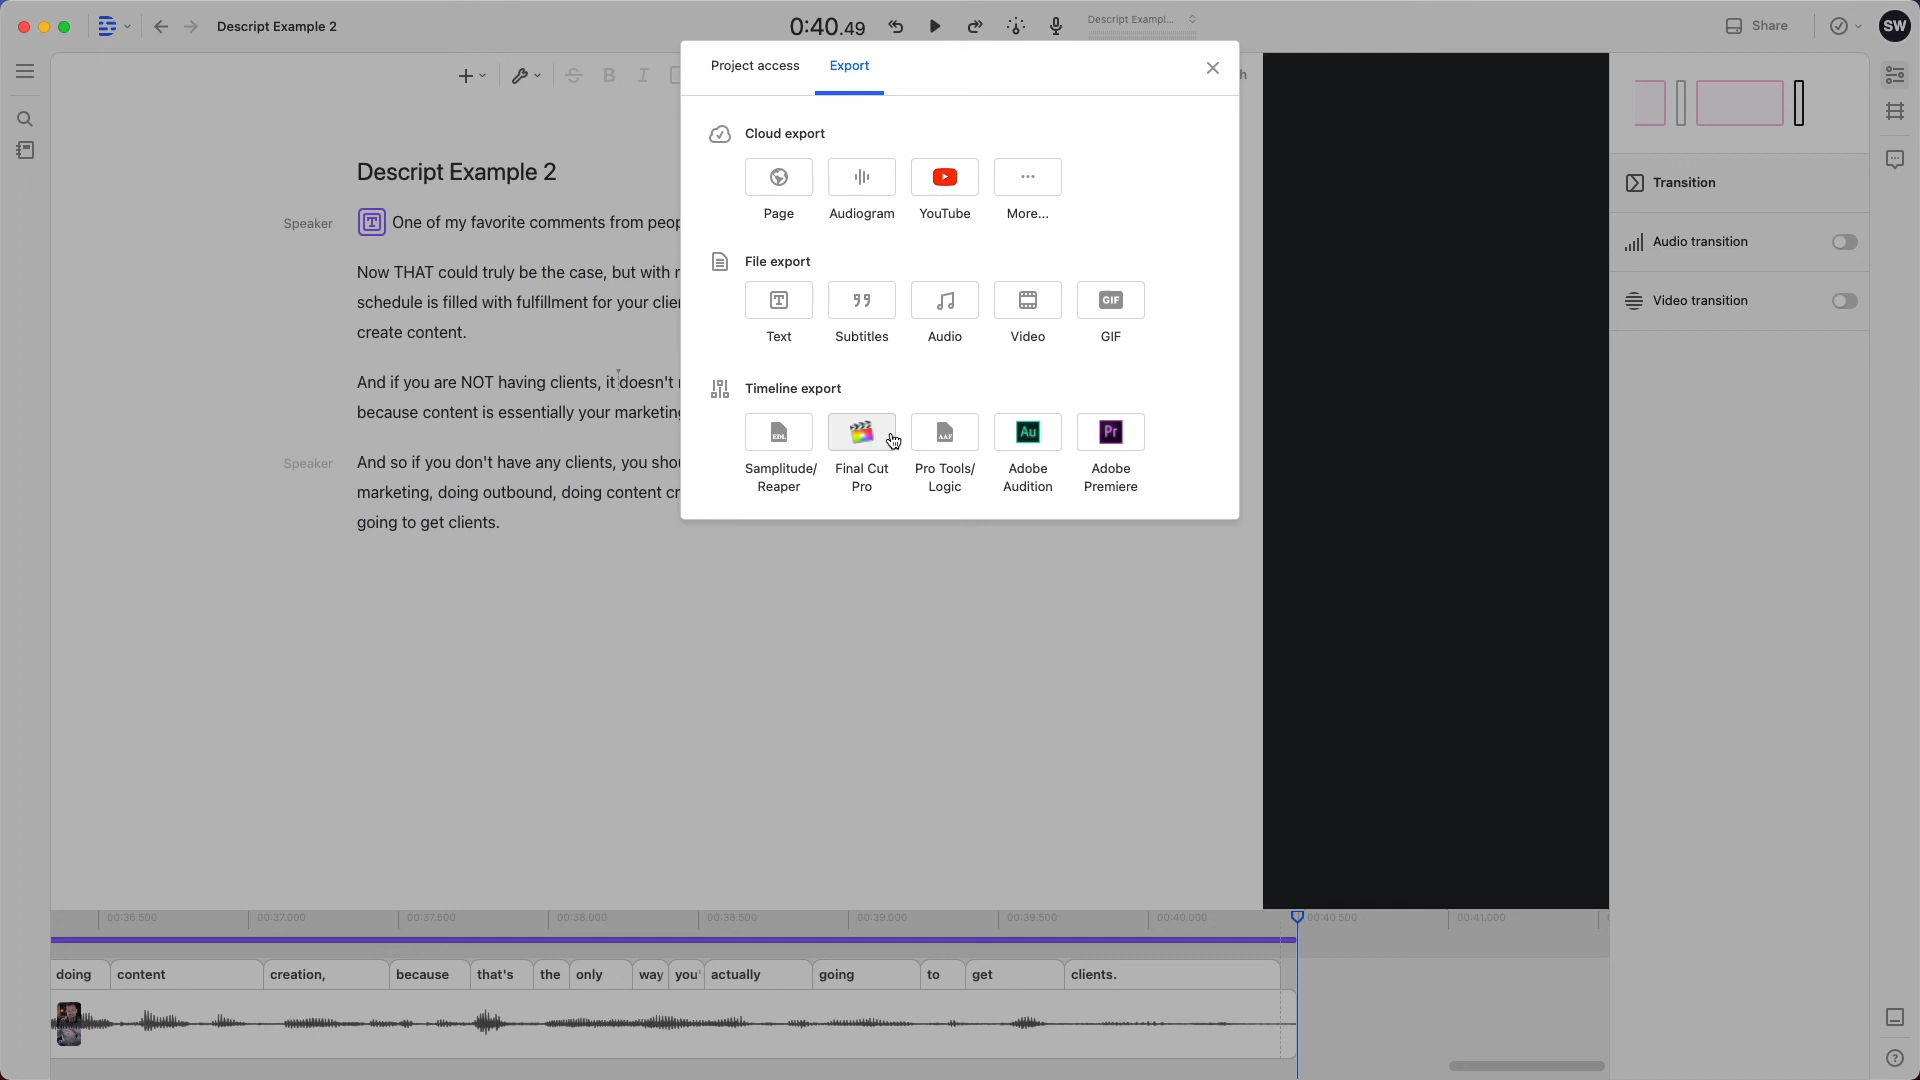 Descript Example 2
0:40.49
Descript Exampl...
Share
SW
Project access
Export
h
Descript Example 2
Speaker
One of my favorite comments from peop
Now THAT could truly be the case, but with r
schedule is filled with fulfillment for your clie
create content.
And if you are NOT having clients, it doesn't r
because content is essentially your marketing
Speaker
And so if you don't have any clients, you shou
marketing, doing outbound, doing content cr
going to get clients.
Cloud export
Page
Audiogram
YouTube
More...
File export
T
GIF
Text
Subtitles
Audio
Video
GIF
Timeline export
EDL
AAF
Au
Pr
Samplitude/
Reaper
Final Cut
Pro
Pro Tools/
Logic
Adobe
Audition
Adobe
Premiere
Transition
Audio transition
Video transition
00:36.500
00:37.000
00:37.500
00:38.000
00:38.500
00:39.000
00:39.500
00:40.000
00:40.500
00:41.000
doing
content
creation,
because
that's
the
only
way
you'
actually
going
to
get
clients.